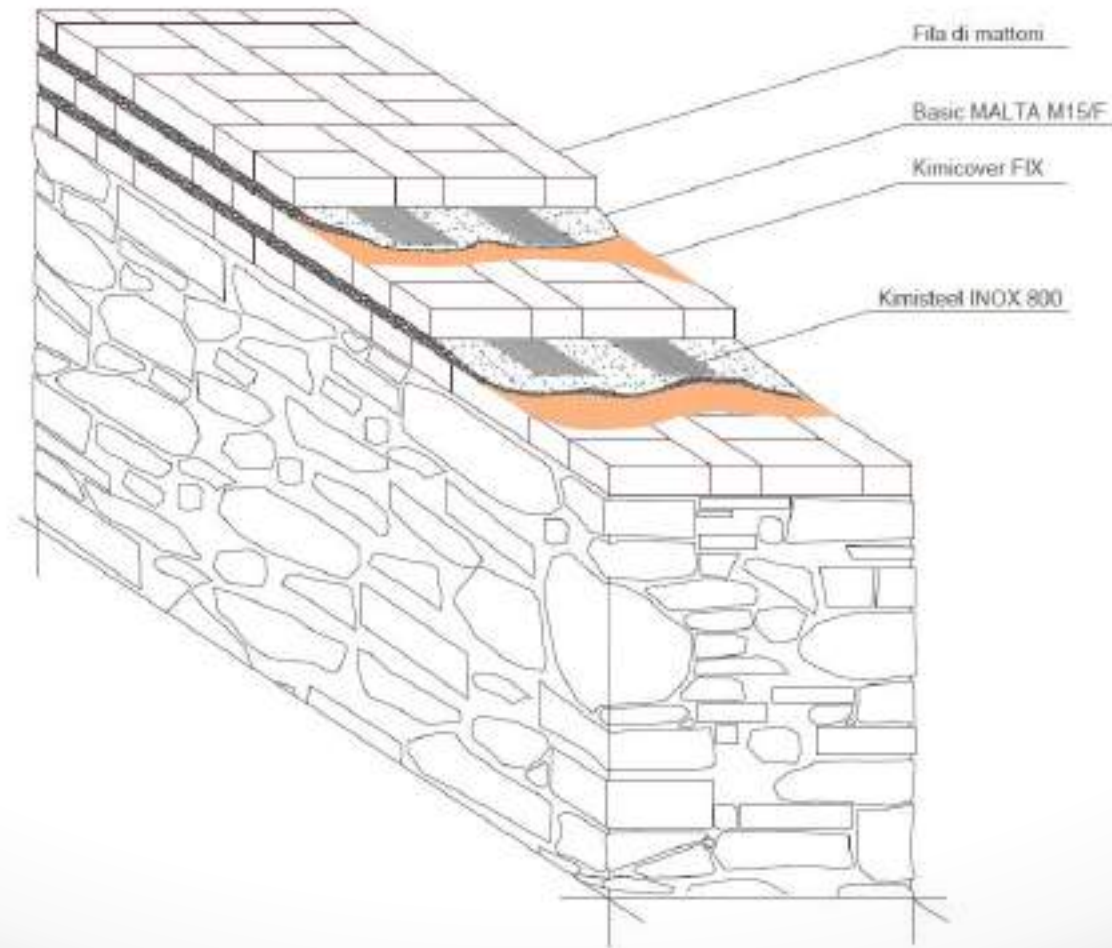 Fila di mattoni
Basic MALTA M15/F
Kimicover FIX
Kimisteel INOX 800